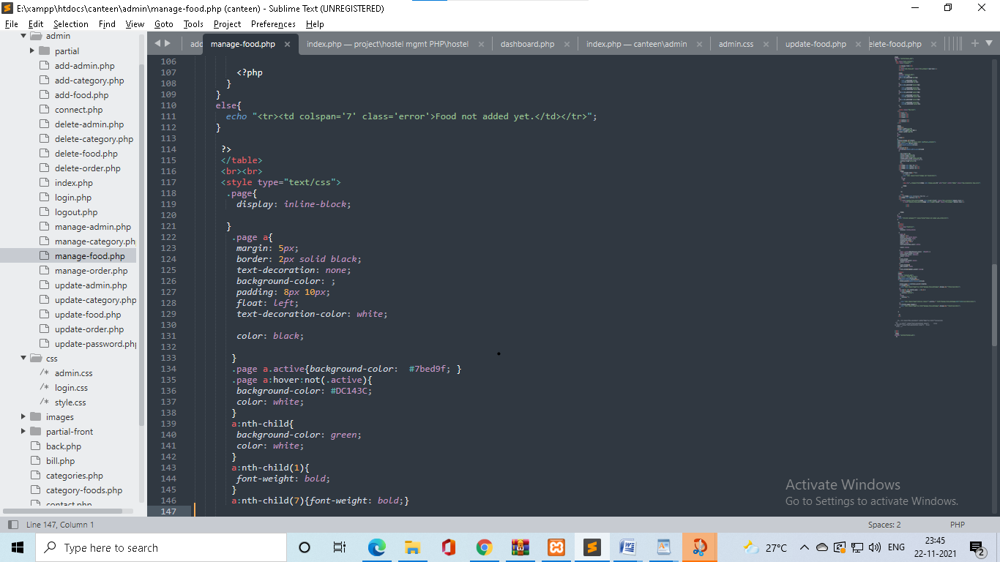 E:\xampp\htdocs\canteen\admin\manage-food.php (canteen) - Sublime Text (UNREGISTERED)
File Edit Selection Find View Goto Tools Project Preferences Help
admin
partial
add-admin.php
add-category.php
add-food.php
connect.php
delete-admin.php
delete-category.php
delete-food.php
delete-order.php
index.php
login.php
logout.php
manage-admin.php
manage-category.ph
manage-food.php
manage-order.php
update-admin.php
update-category.php
update-food.php
update-order.php
update-password.php
css
/* admin.css
/* login.css
/* style.css
images
partial-front
back.php
bill.php
categories.php
category-foods.php
contact.php
add manage-food.php × index.php — project\hostel mgmt PHP\hostel × dashboard.php × index.php — canteen\admin × admin.css × update-food.php × elete-food.php ×
106
107 <?php
108 }
109 }
110 else{
111 echo "<tr><td colspan='7' class='error'>Food not added yet.</td></tr>";
112 }
113
114 ?>
115 </table>
116 <br><br>
117 <style type="text/css">
118 .page{
119 display: inline-block;
120
121 }
122 .page a{
123 margin: 5px;
124 border: 2px solid black;
125 text-decoration: none;
126 background-color: ;
127 padding: 8px 10px;
128 float: left;
129 text-decoration-color: white;
130
131 color: black;
132
133 }
134 .page a.active{background-color:  #7bed9f; }
135 .page a:hover:not(.active){
136 background-color: #DC143C;
137 color: white;
138 }
139 a:nth-child{
140 background-color: green;
141 color: white;
142 }
143 a:nth-child(1){
144 font-weight: bold;
145 }
146 a:nth-child(7){font-weight: bold;}
147
Activate Windows
Go to Settings to activate Windows.
Line 147, Column 1 Spaces: 2 PHP
Type here to search 27°C ENG 23:45
22-11-2021 2